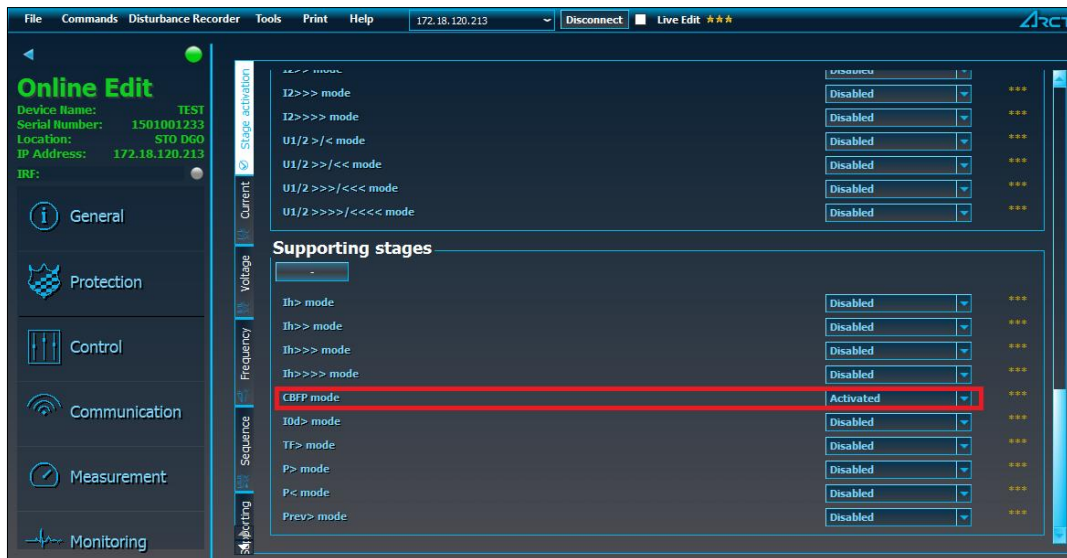 File Commands Disturbance Recorder Tools Print Help 172.18.120.213 Disconnect Live Edit ***
Online Edit
Device Name: TEST
Serial Number: 1501001233
Location: STO DGO
IP Address: 172.18.120.213
IRF:
General
Protection
Control
Communication
Measurement
Monitoring
Stage activation
Current
Voltage
Frequency
Sequence
Supporting
I2>> mode Disabled
I2>>> mode Disabled ***
I2>>>> mode Disabled ***
U1/2 >/< mode Disabled ***
U1/2 >>/<< mode Disabled ***
U1/2 >>>/<<< mode Disabled ***
U1/2 >>>>/<<<< mode Disabled ***
Supporting stages
-
Ih> mode Disabled ***
Ih>> mode Disabled ***
Ih>>> mode Disabled ***
Ih>>>> mode Disabled ***
CBFP mode Activated ***
I0d> mode Disabled ***
TF> mode Disabled ***
P> mode Disabled ***
P< mode Disabled ***
Prev> mode Disabled ***